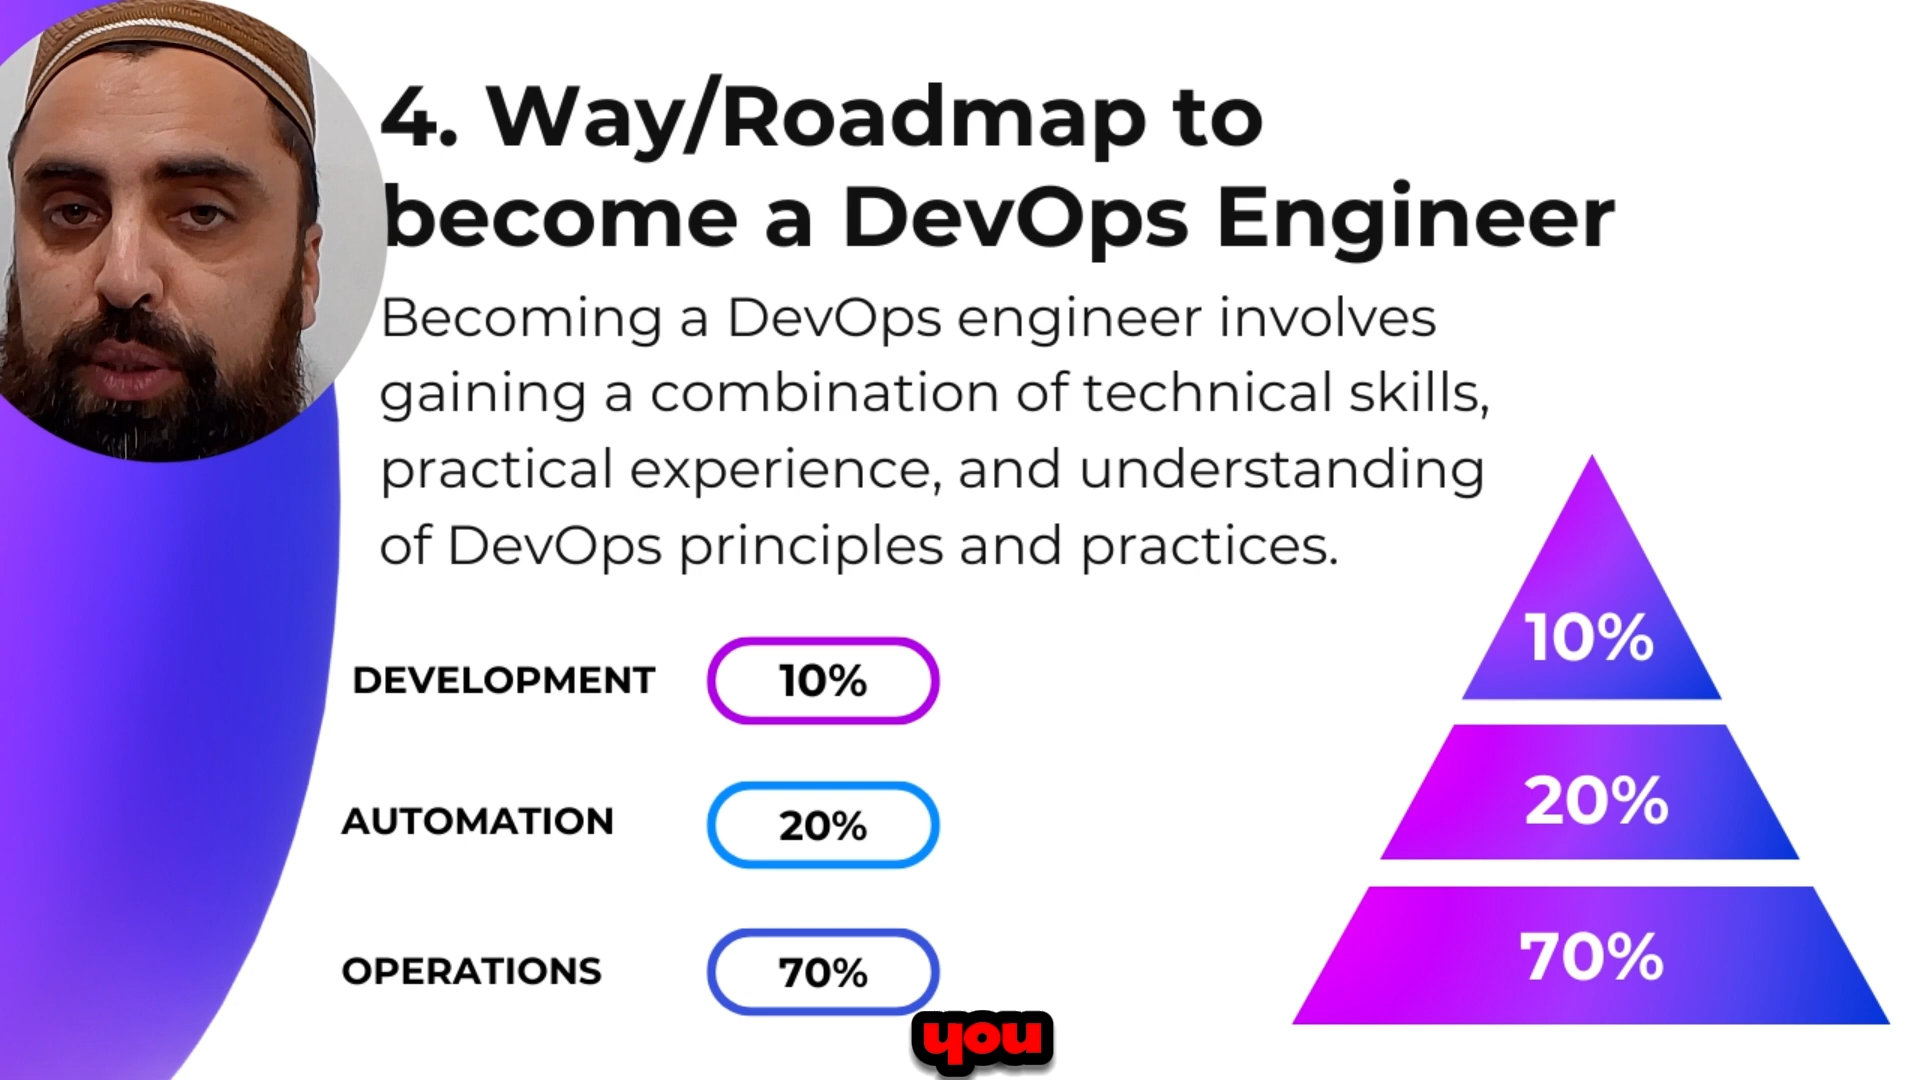 4. Way/Roadmap to
become a DevOps Engineer
Becoming a DevOps engineer involves
gaining a combination of technical skills,
practical experience, and understanding
of DevOps principles and practices.
DEVELOPMENT 10%
AUTOMATION 20%
OPERATIONS 70%
10%
20%
70%
you